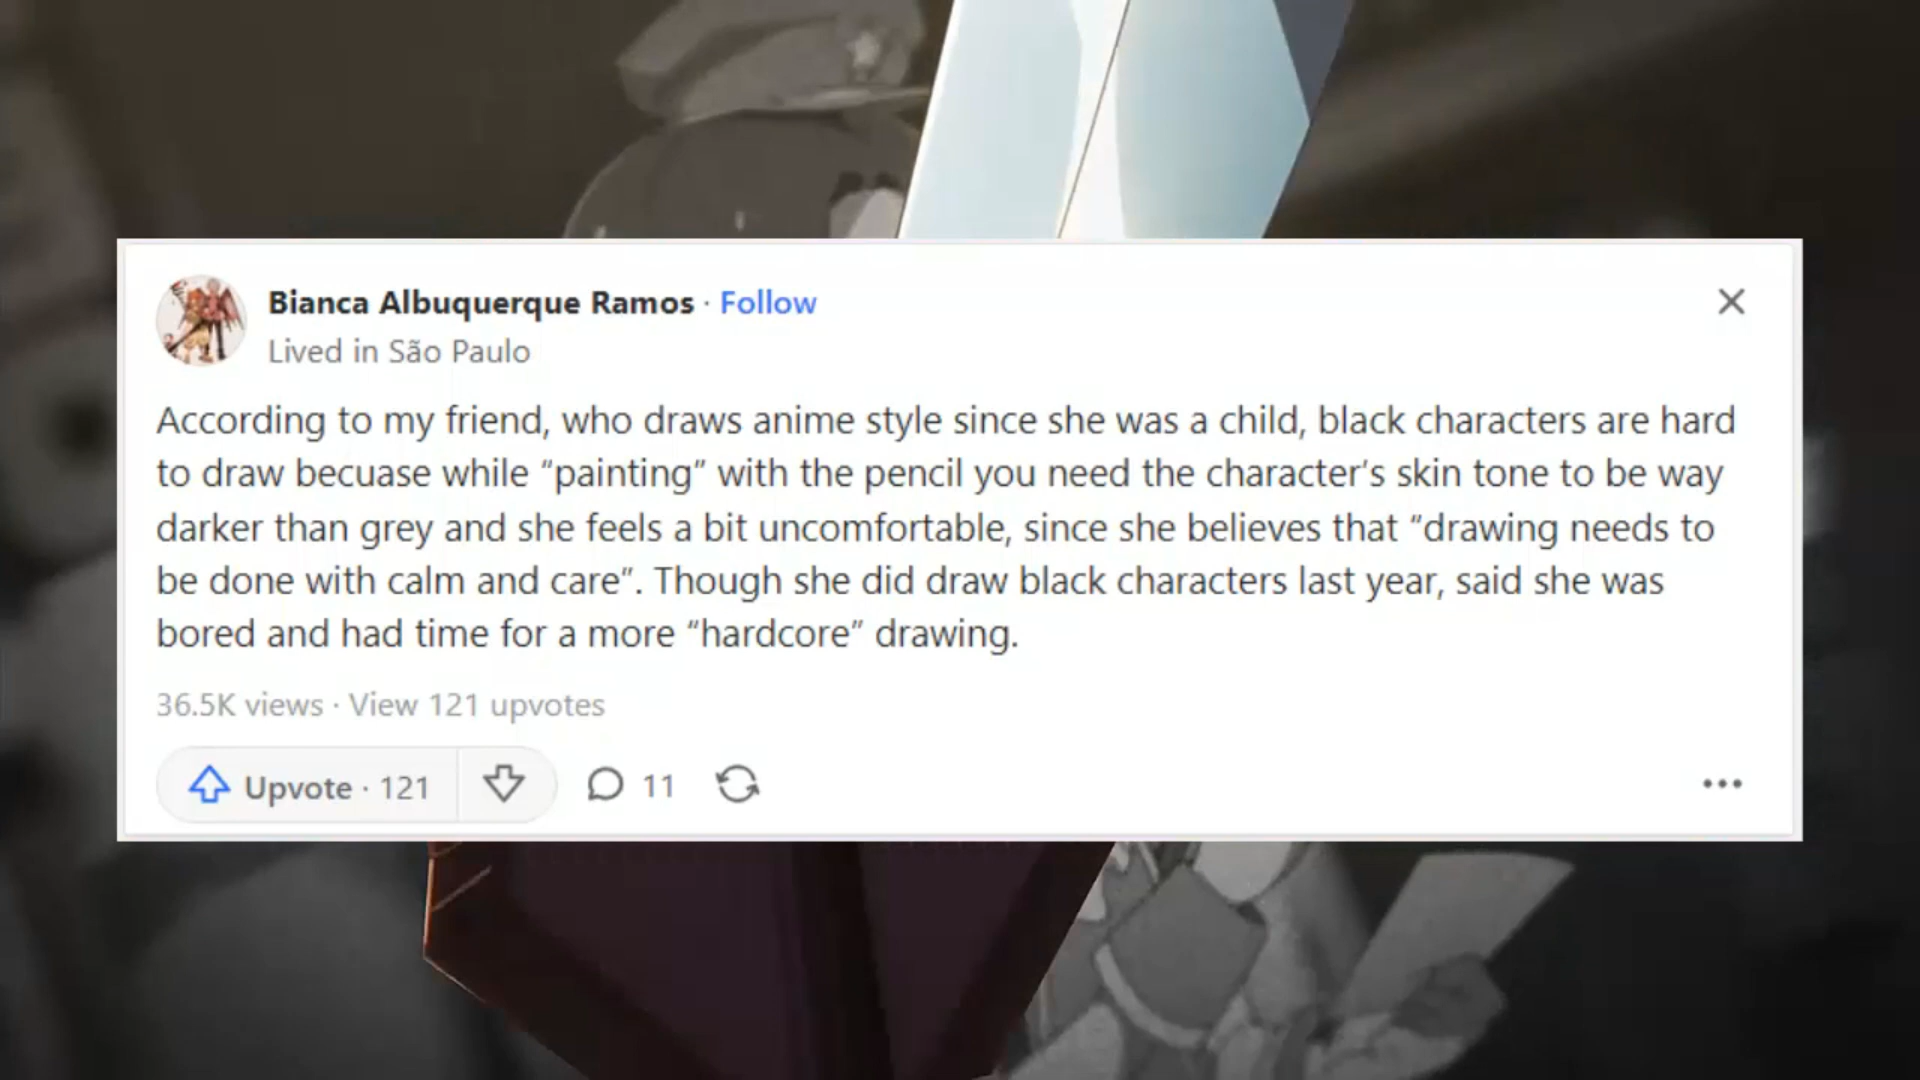 Bianca Albuquerque Ramos · Follow
Lived in São Paulo
According to my friend, who draws anime style since she was a child, black characters are hard
to draw becuase while “painting” with the pencil you need the character's skin tone to be way
darker than grey and she feels a bit uncomfortable, since she believes that “drawing needs to
be done with calm and care”. Though she did draw black characters last year, said she was
bored and had time for a more “hardcore” drawing.
36.5K views · View 121 upvotes
Upvote · 121
11